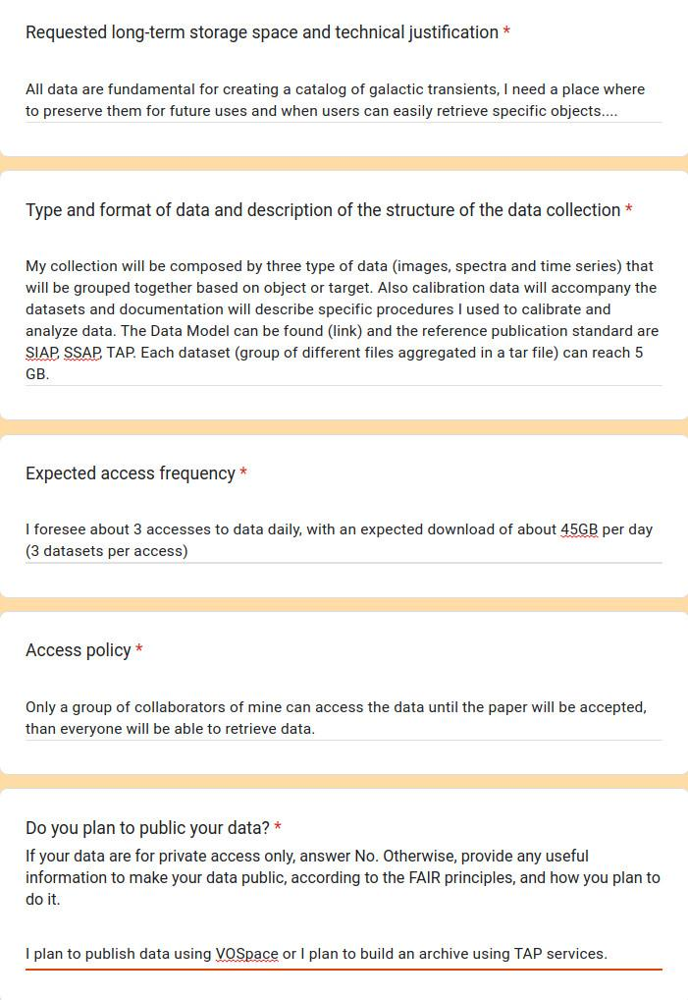 Requested long-term storage space and technical justification *
All data are fundamental for creating a catalog of galactic transients, I need a place where
to preserve them for future uses and when users can easily retrieve specific objects....
Type and format of data and description of the structure of the data collection *
My collection will be composed by three type of data (images, spectra and time series) that
will be grouped together based on object or target. Also calibration data will accompany the
datasets and documentation will describe specific procedures I used to calibrate and
analyze data. The Data Model can be found (link) and the reference publication standard are
SIAP, SSAP, TAP. Each dataset (group of different files aggregated in a tar file) can reach 5
GB.
Expected access frequency *
I foresee about 3 accesses to data daily, with an expected download of about 45GB per day
(3 datasets per access)
Access policy *
Only a group of collaborators of mine can access the data until the paper will be accepted,
than everyone will be able to retrieve data.
Do you plan to public your data? *
If your data are for private access only, answer No. Otherwise, provide any useful
information to make your data public, according to the FAIR principles, and how you plan to
do it.
I plan to publish data using VOSpace or I plan to build an archive using TAP services.